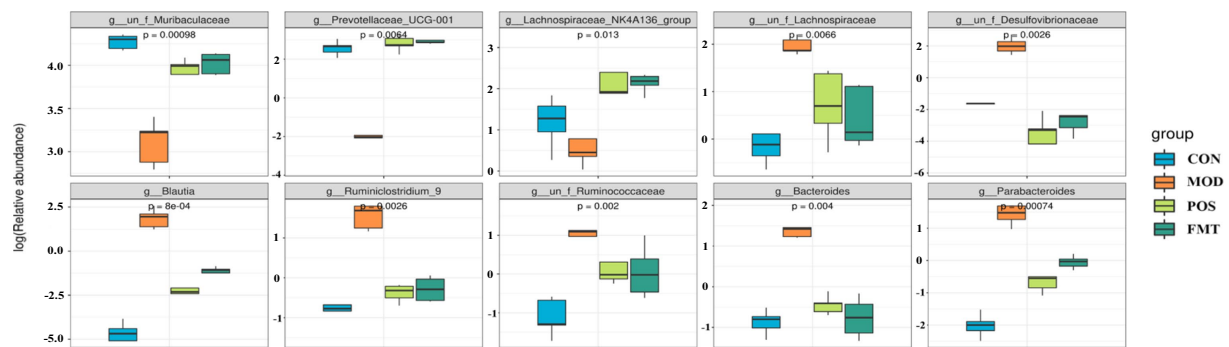 g__un_f_Muribaculaceae
g__Prevotellaceae_UCG-001
g__Lachnospiraceae_NK4A136_group
g__un_f_Lachnospiraceae
g__un_f_Desulfovibrionaceae
p = 0.00098
p = 0.0064
p = 0.013
p = 0.0066
p = 0.0026
4.0
3.5
3.0
2
0
-2
-4
3
2
1
0
2
1
0
2
0
-2
-4
-6
g__Blautia
g__Ruminiclostridium_9
g__un_f_Ruminococcaceae
g__Bacteroides
g__Parabacteroides
p = 8e-04
p = 0.0026
p = 0.002
p = 0.004
p = 0.00074
2.5
0.0
-2.5
-5.0
1
0
-1
1
0
-1
2
1
0
-1
1
0
-1
-2
log(Relative abundance)
group
CON
MOD
POS
FMT